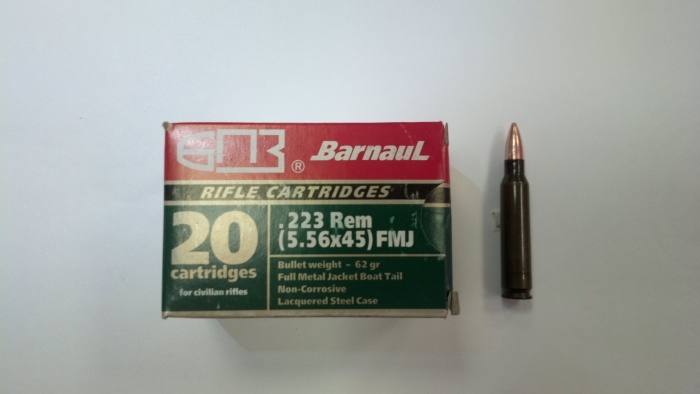 БПЗ ® BarnauL
RIFLE CARTRIDGES
20
cartridges
for civilian rifles
.223 Rem
(5.56x45) FMJ
Bullet weight - 62 gr
Full Metal Jacket Boat Tail
Non-Corrosive
Lacquered Steel Case